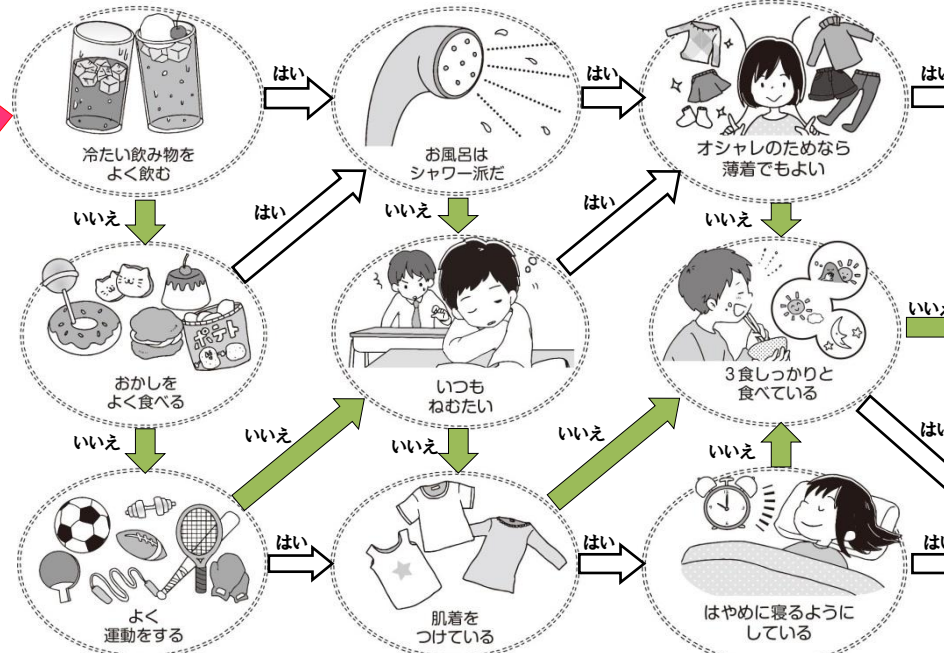 冷たい飲み物を
よく飲む
はい
お風呂は
シャワー派だ
はい
オシャレのためなら
薄着でもよい
はい
いいえ
はい
いいえ
はい
いいえ
ポテト
おかしを
よく食べる
いつも
ねむたい
3食しっかりと
食べている
いいえ
いいえ
いいえ
いいえ
いいえ
いいえ
はい
よく
運動をする
はい
肌着を
つけている
はい
はやめに寝るように
している
はい